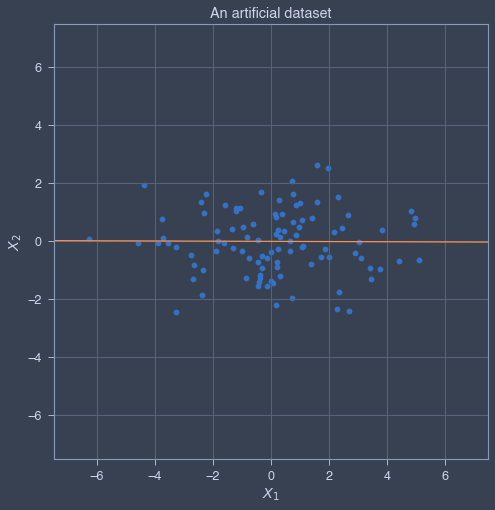 An artificial dataset
X₂
6
4
2
0
−2
−4
−6
−6 −4 −2 0 2 4 6
X₁